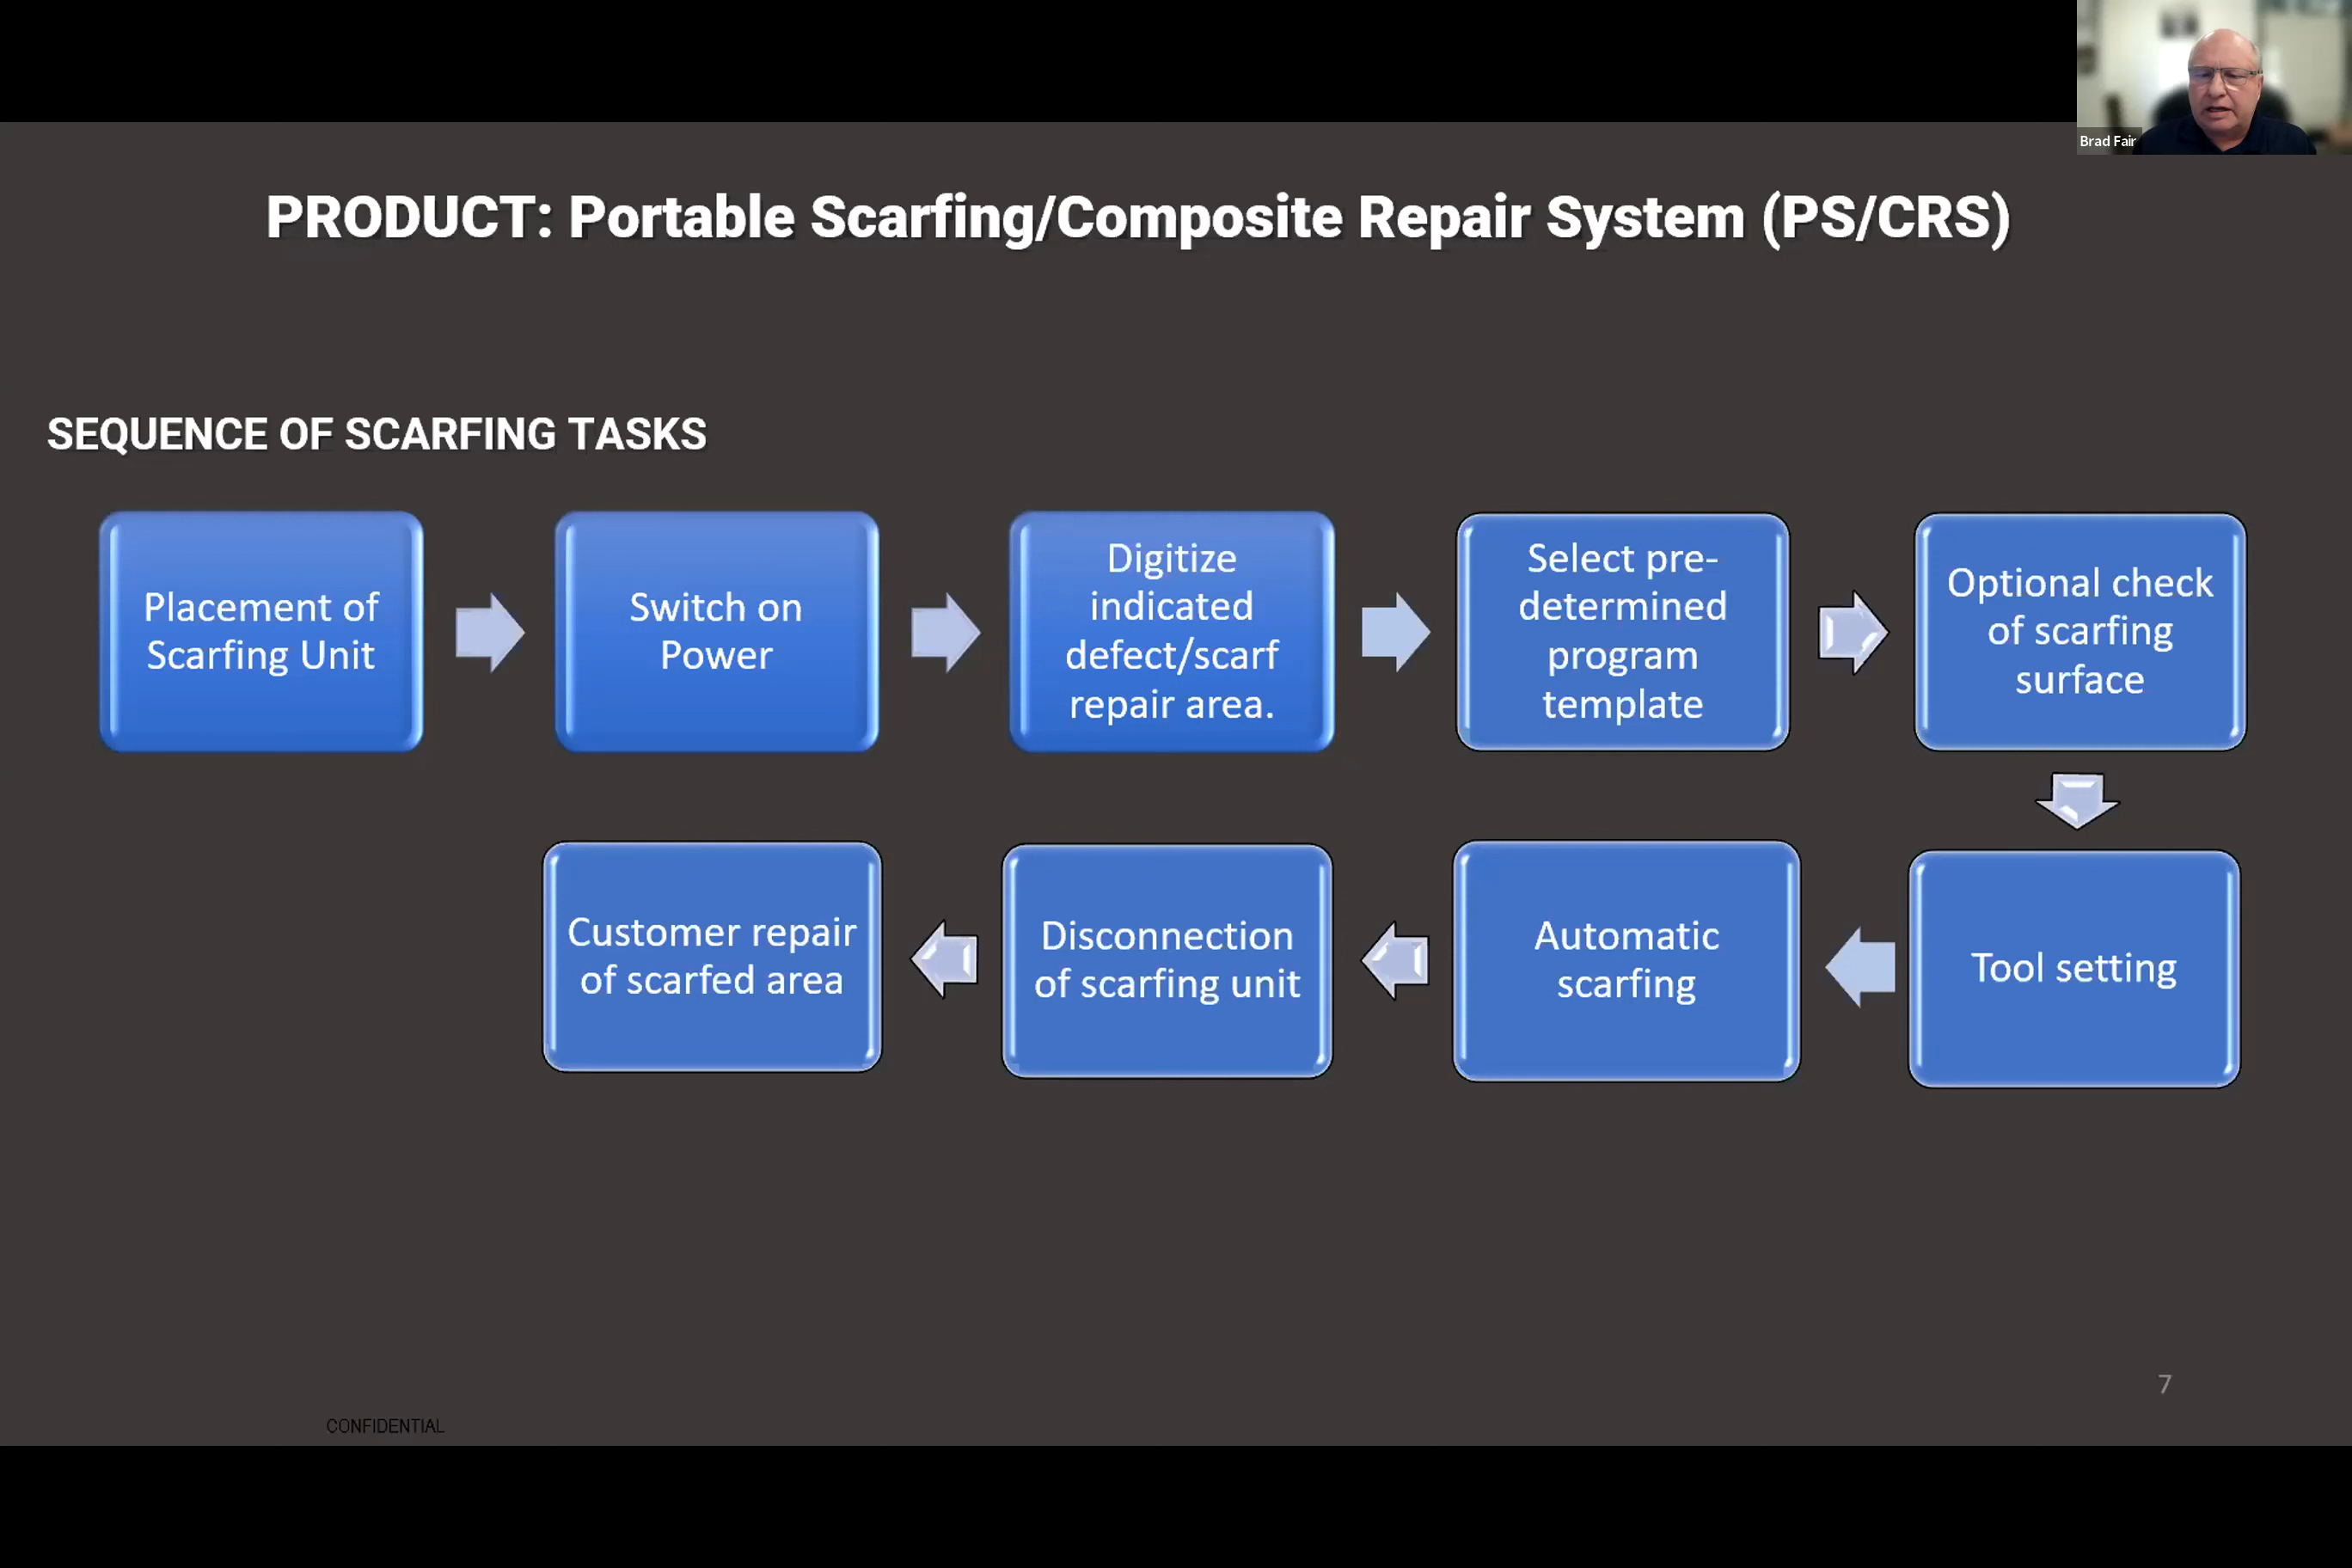 Brad Fair
PRODUCT: Portable Scarfing/Composite Repair System (PS/CRS)
SEQUENCE OF SCARFING TASKS
Placement of
Scarfing Unit
Switch on
Power
Digitize
indicated
defect/scarf
repair area.
Select pre-
determined
program
template
Optional check
of scarfing
surface
Tool setting
Automatic
scarfing
Disconnection
of scarfing unit
Customer repair
of scarfed area
7
CONFIDENTIAL